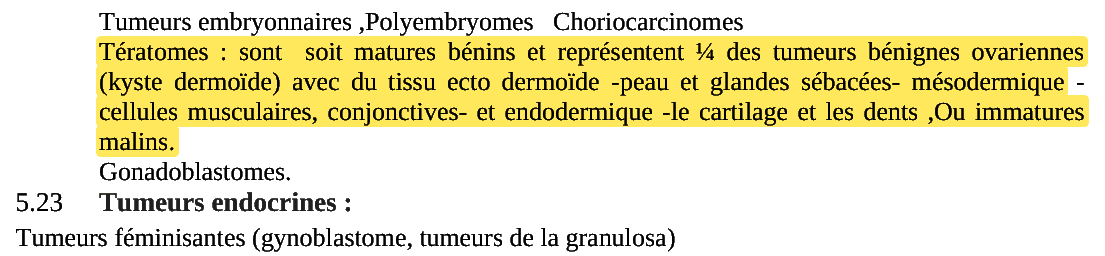 Tumeurs embryonnaires ,Polyembryomes Choriocarcinomes
Tératomes : sont soit matures bénins et représentent ¼ des tumeurs bénignes ovariennes
(kyste dermoïde) avec du tissu ecto dermoïde -peau et glandes sébacées- mésodermique -
cellules musculaires, conjonctives- et endodermique -le cartilage et les dents ,Ou immatures
malins.
Gonadoblastomes.
5.23 Tumeurs endocrines :
Tumeurs féminisantes (gynoblastome, tumeurs de la granulosa)